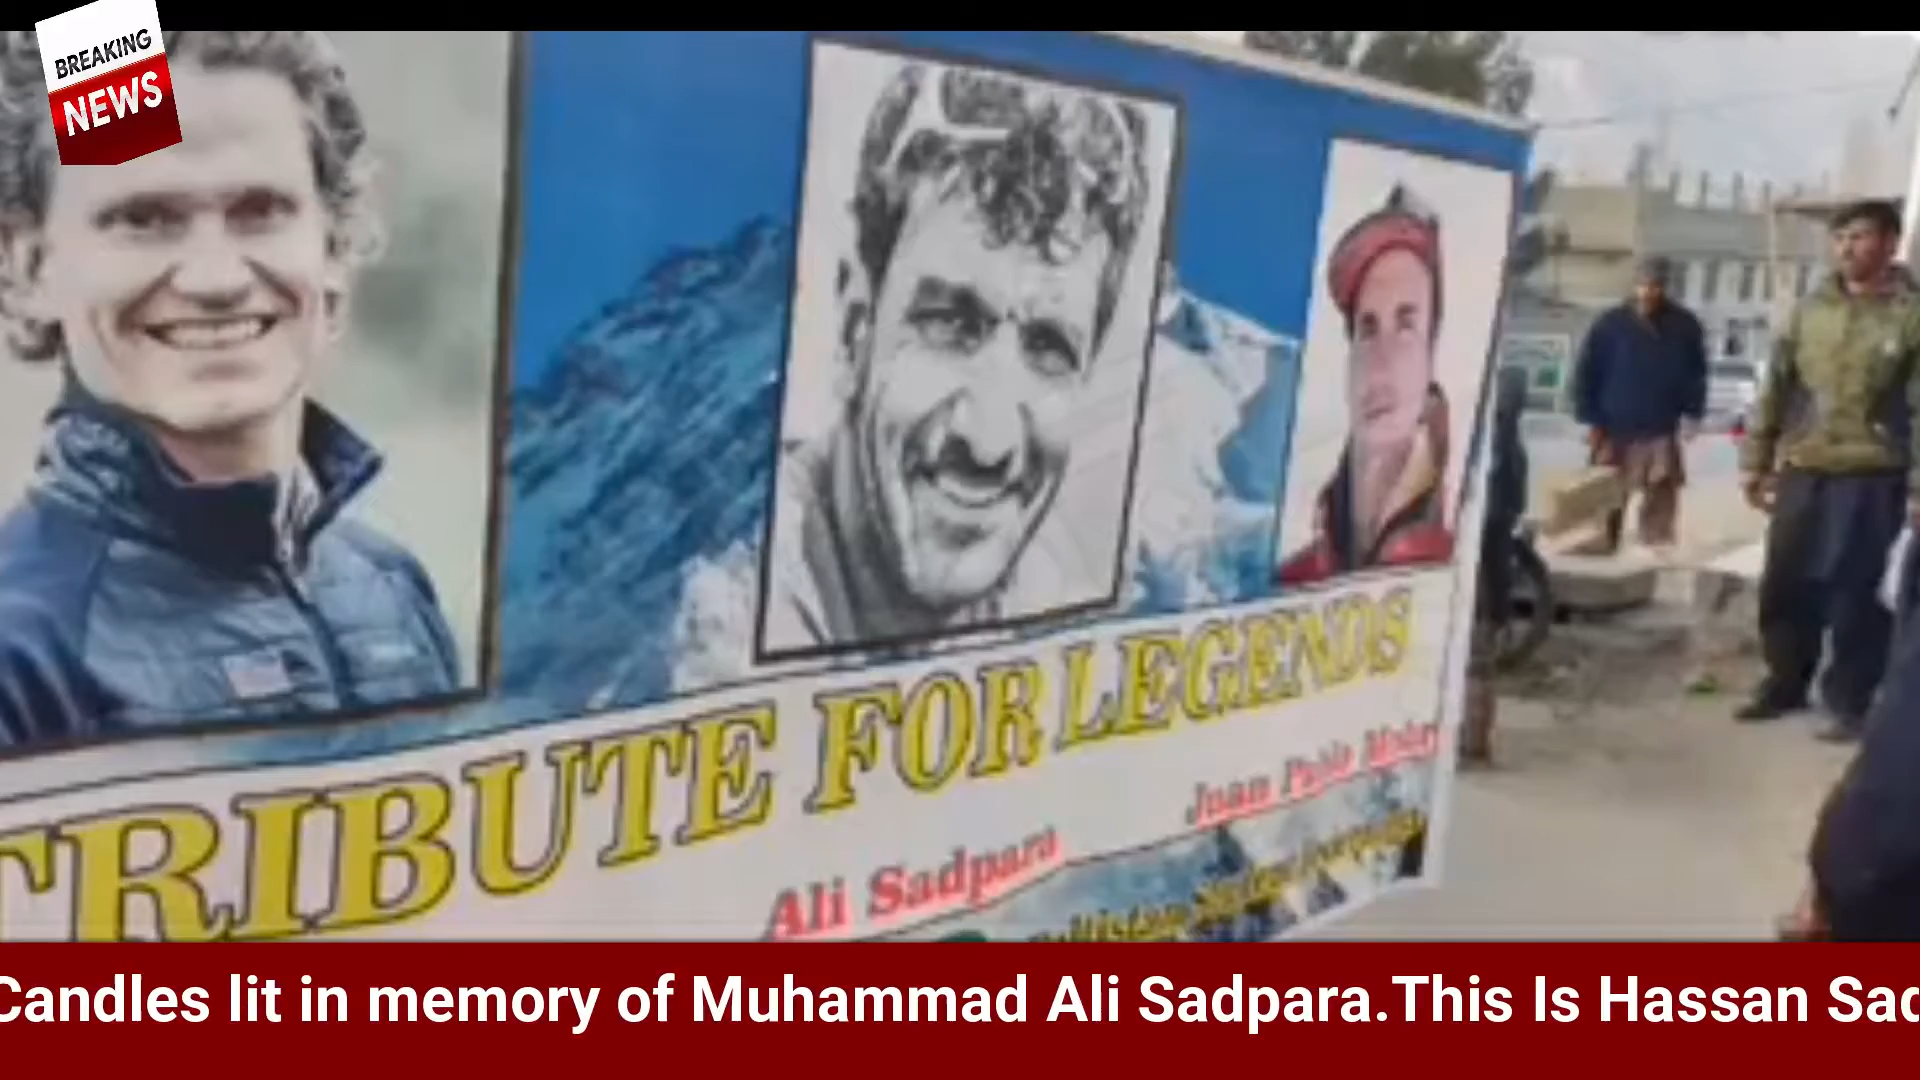 BREAKING
NEWS
TRIBUTE FOR LEGENDS
Juan Pablo Mohr
Ali Sadpara
Candles lit in memory of Muhammad Ali Sadpara.This Is Hassan Sad